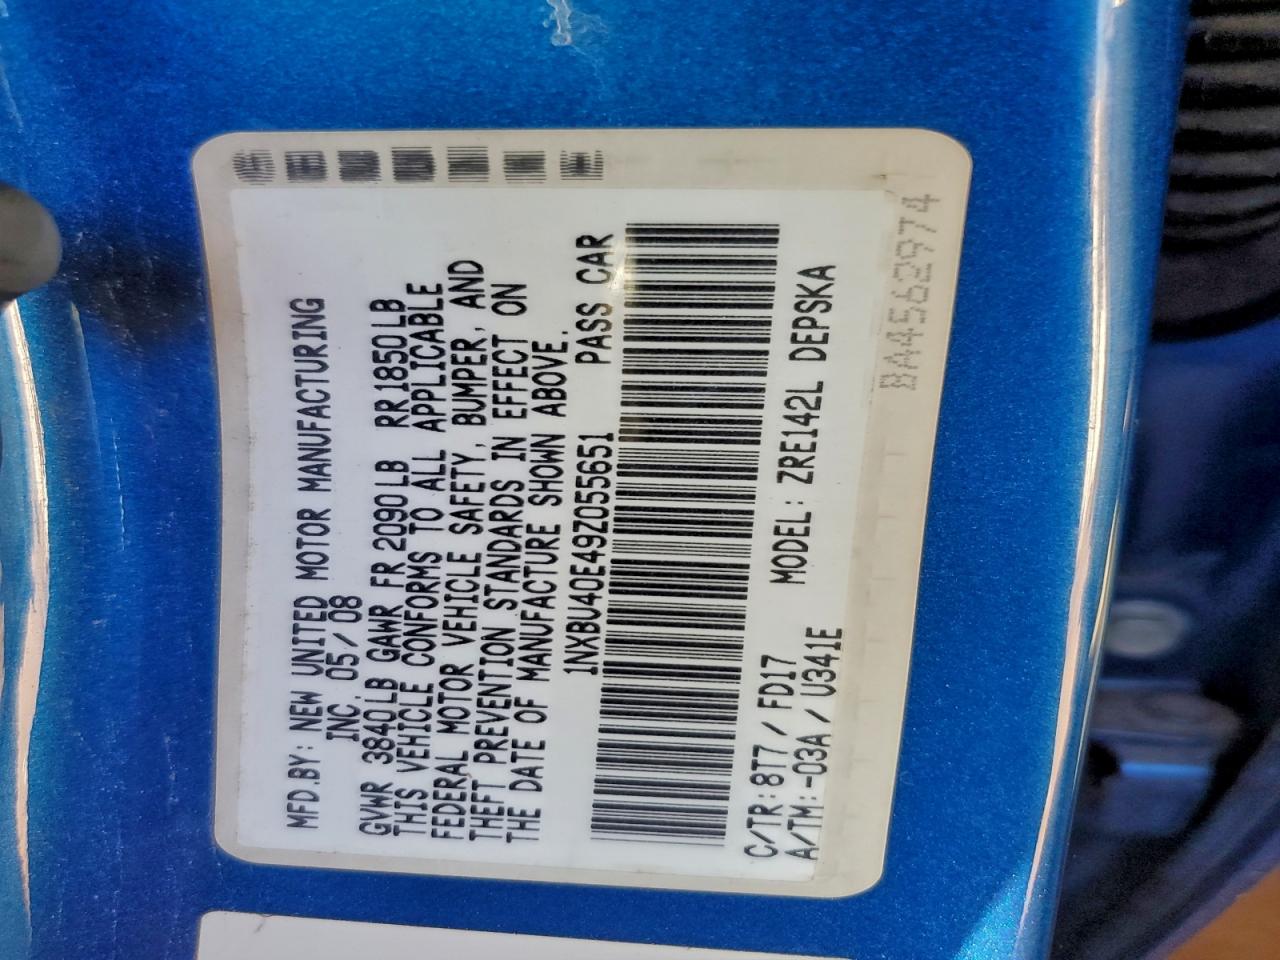 MFD.BY: NEW UNITED MOTOR MANUFACTURING
INC. 05/08
GVWR 3840LB GAWR FR 2090LB RR 1850LB
THIS VEHICLE CONFORMS TO ALL APPLICABLE
FEDERAL MOTOR VEHICLE SAFETY, BUMPER, AND
THEFT PREVENTION STANDARDS IN EFFECT ON
THE DATE OF MANUFACTURE SHOWN ABOVE.
1NXBU40E49Z055651 PASS CAR
C/TR: 8T7 / FD17 MODEL: ZRE142L DEPSKA
A/TM:-03A / U341E